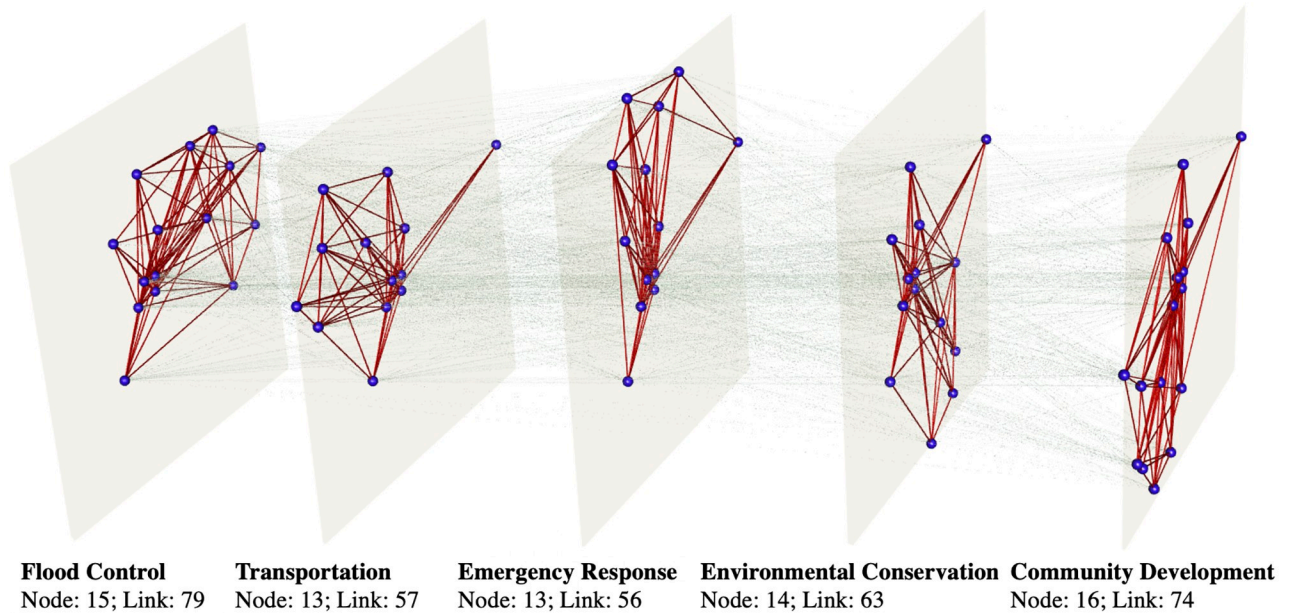 Flood Control Transportation Emergency Response Environmental Conservation Community Development
Node: 15; Link: 79 Node: 13; Link: 57 Node: 13; Link: 56 Node: 14; Link: 63 Node: 16; Link: 74